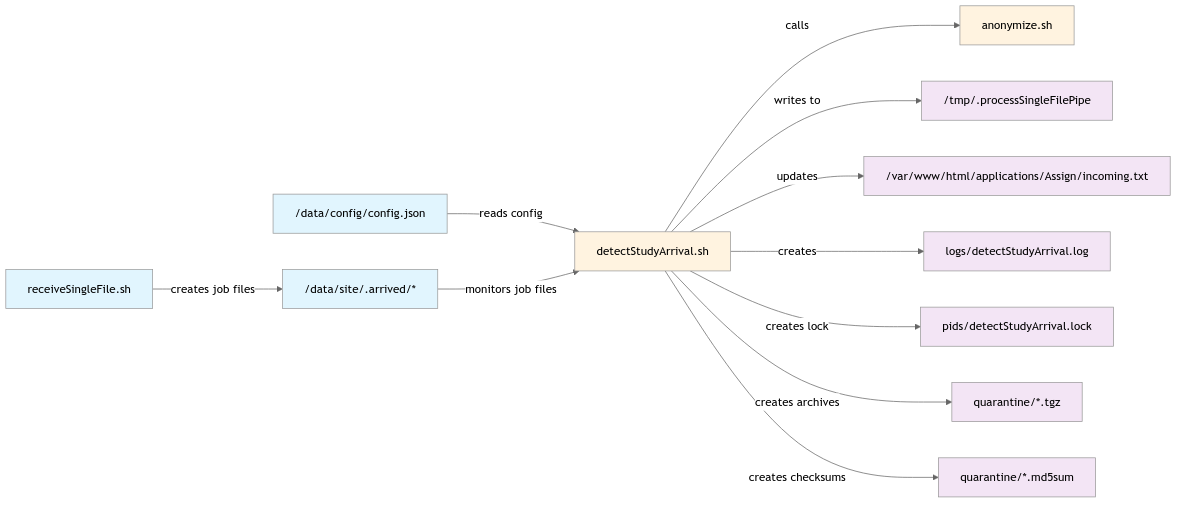 calls
anonymize.sh
writes to
/tmp/.processSingleFilePipe
updates
/var/www/html/applications/Assign/incoming.txt
/data/config/config.json
reads config
detectStudyArrival.sh
creates
logs/detectStudyArrival.log
receiveSingleFile.sh
creates job files
/data/site/.arrived/*
monitors job files
creates lock
pids/detectStudyArrival.lock
creates archives
quarantine/*.tgz
creates checksums
quarantine/*.md5sum